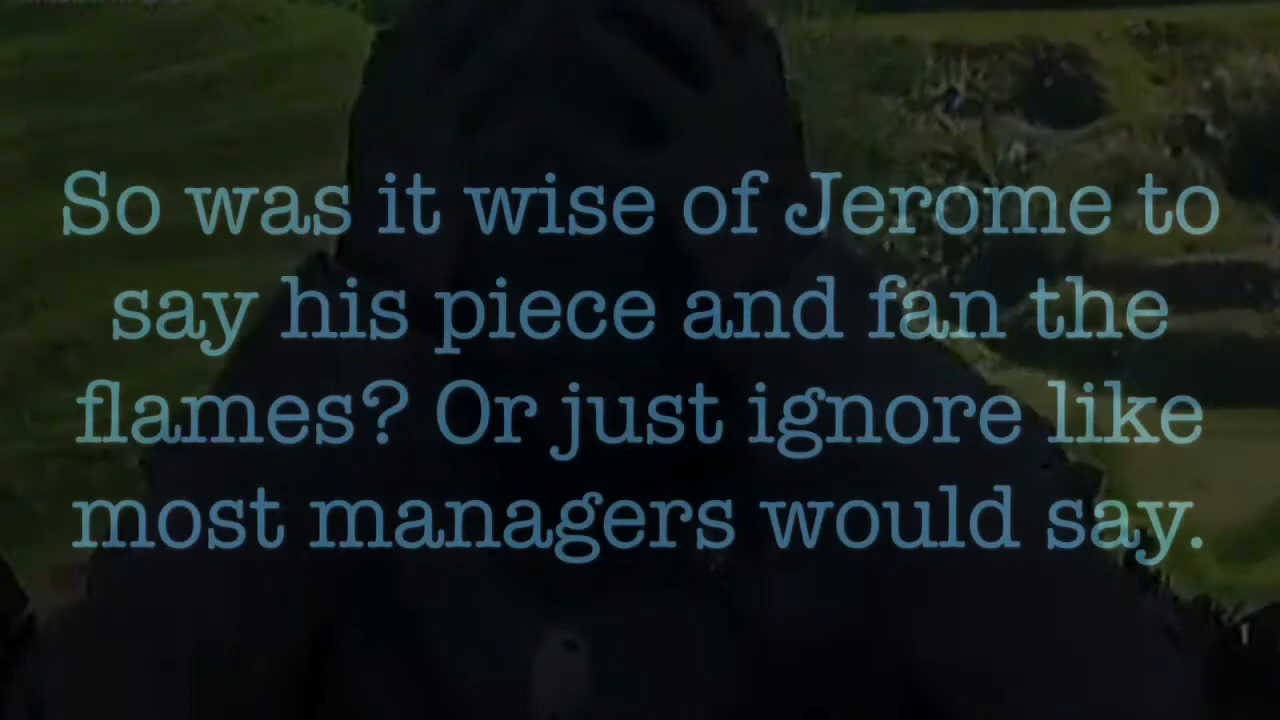 So was it wise of Jerome to
say his piece and fan the
flames? Or just ignore like
most managers would say.